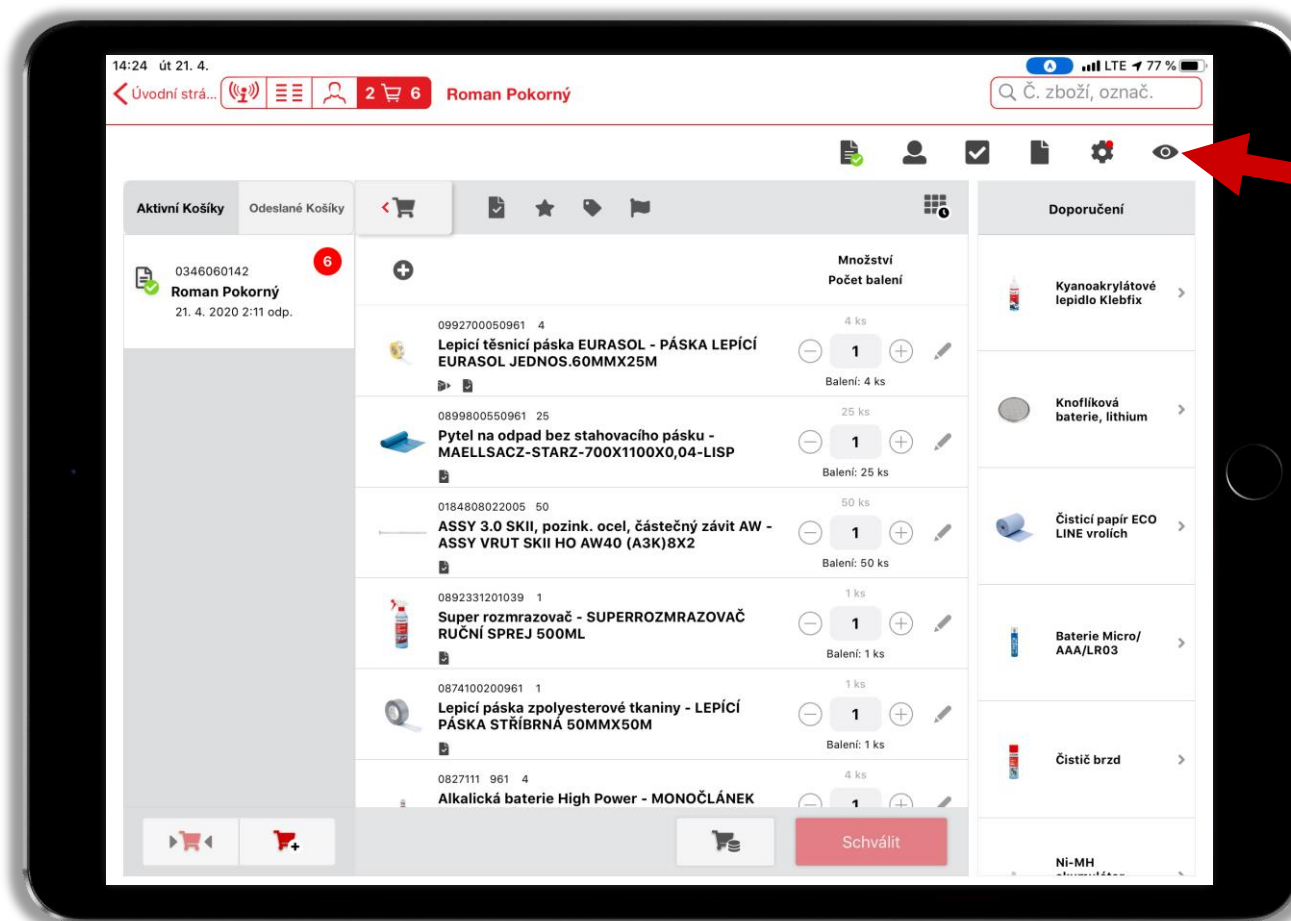 14:24 út 21. 4.
LTE 77 %
Úvodní strá...
2 6
Roman Pokorný
Č. zboží, označ.
Aktivní Košíky
Odeslané Košíky
0346060142
6
Roman Pokorný
21. 4. 2020 2:11 odp.
Množství
Počet balení
0992700050961 4
Lepicí těsnicí páska EURASOL - PÁSKA LEPÍCÍ
EURASOL JEDNOS.60MMX25M
4 ks
1
Balení: 4 ks
0899800550961 25
Pytel na odpad bez stahovacího pásku -
MAELLSACZ-STARZ-700X1100X0,04-LISP
25 ks
1
Balení: 25 ks
0184808022005 50
ASSY 3.0 SKII, pozink. ocel, částečný závit AW -
ASSY VRUT SKII HO AW40 (A3K)8X2
50 ks
1
Balení: 50 ks
0892331201039 1
Super rozmrazovač - SUPERROZMRAZOVAČ
RUČNÍ SPREJ 500ML
1 ks
1
Balení: 1 ks
0874100200961 1
Lepicí páska zpolyesterové tkaniny - LEPÍCÍ
PÁSKA STŘÍBRNÁ 50MMX50M
1 ks
1
Balení: 1 ks
0827111 961 4
Alkalická baterie High Power - MONOČLÁNEK
4 ks
1
Schválit
Doporučení
Kyanoakrylátové
lepidlo Klebfix
Knoflíková
baterie, lithium
Čisticí papír ECO
LINE vrolích
Baterie Micro/
AAA/LR03
Čistič brzd
Ni-MH